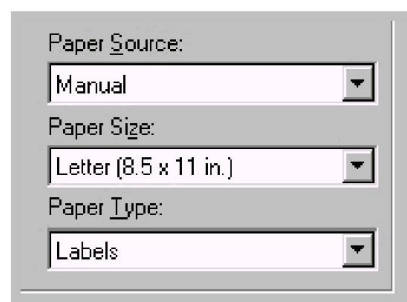 Paper Source:
Manual
Paper Size:
Letter (8.5 x 11 in.)
Paper Type:
Labels